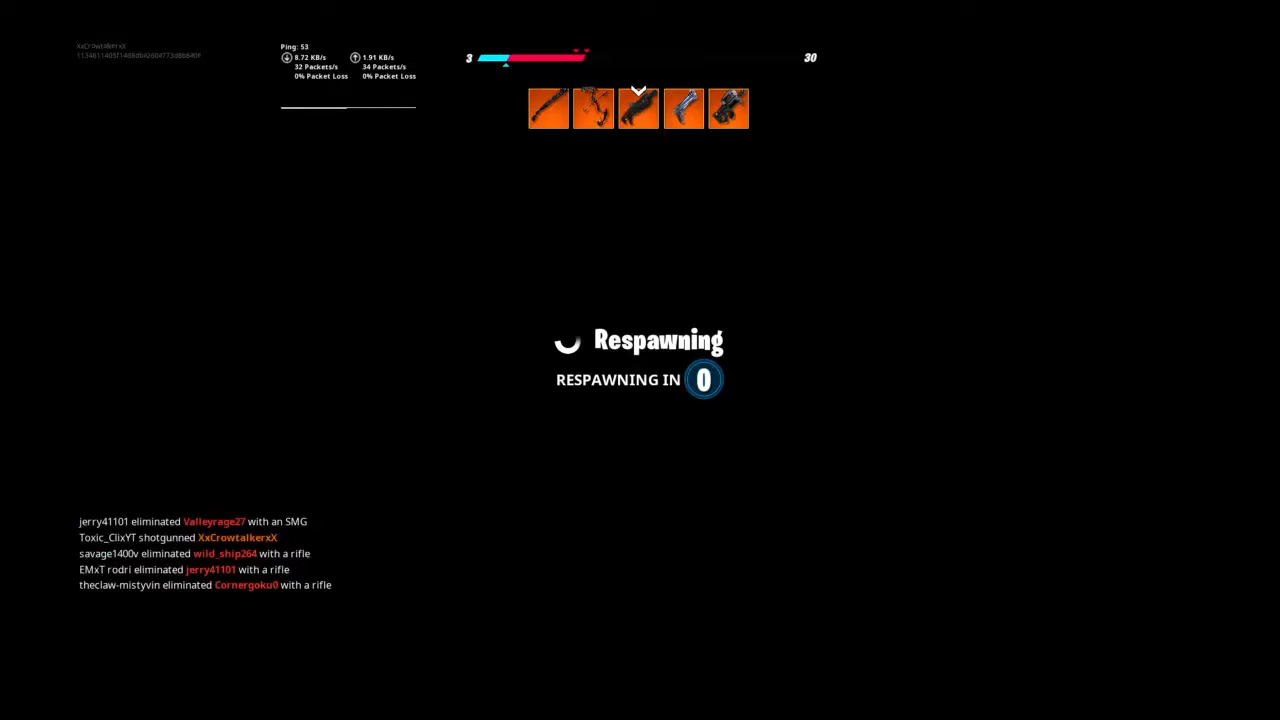 Ping: 53
8.72 KB/s 1.91 KB/s
32 Packets/s 34 Packets/s
0% Packet Loss 0% Packet Loss
3 30
Respawning
RESPAWNING IN 0
jerry41101 eliminated Valleyrage27 with an SMG
Toxic_ClixYT shotgunned XxCrowtalkerxX
savage1400v eliminated wild_ship264 with a rifle
EMxT rodri eliminated jerry41101 with a rifle
theclaw-mistyvin eliminated Cornergoku0 with a rifle